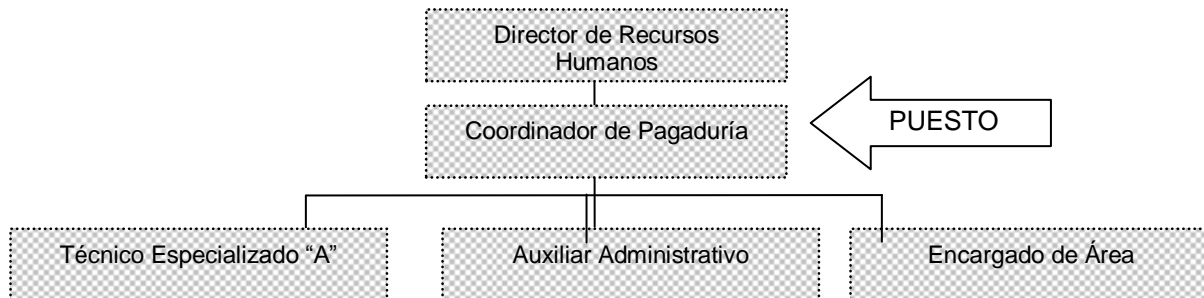 Director de Recursos
Humanos
Coordinador de Pagaduría
PUESTO
Técnico Especializado “A”
Auxiliar Administrativo
Encargado de Área